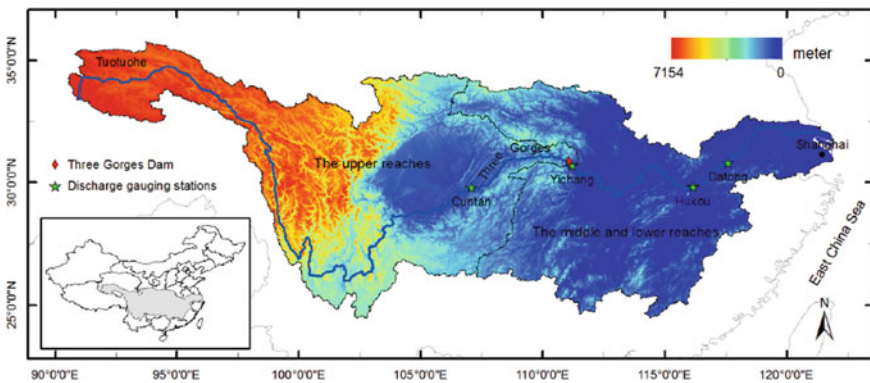 35°0'0"N
30°0'0"N
25°0'0"N
Tuotuohe
meter
7154 0
Three Gorges Dam
Discharge gauging stations
The upper reaches
Three
Gorges
Yichang
Cuntan
Hukou
Datong
Shanghai
The middle and lower reaches
East China Sea
N
90°0'0"E 95°0'0"E 100°0'0"E 105°0'0"E 110°0'0"E 115°0'0"E 120°0'0"E